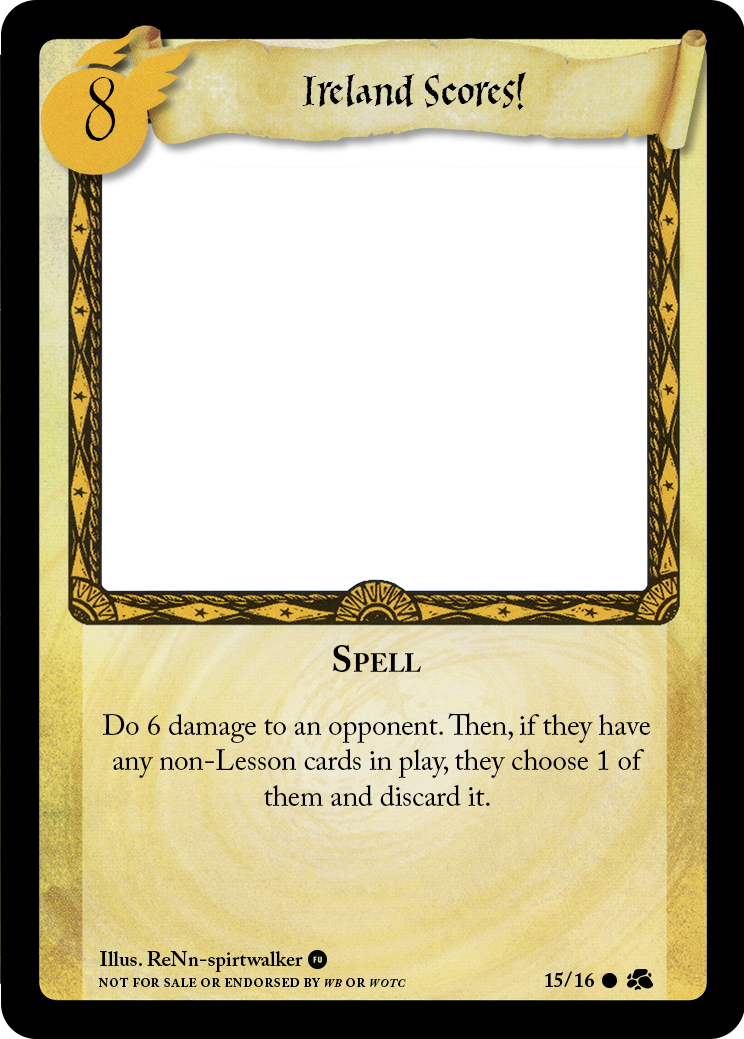 8
Ireland Scores!
SPELL
Do 6 damage to an opponent. Then, if they have
any non-Lesson cards in play, they choose 1 of
them and discard it.
Illus. ReNn-spirtwalker FU
NOT FOR SALE OR ENDORSED BY WB OR WOTC
15/16